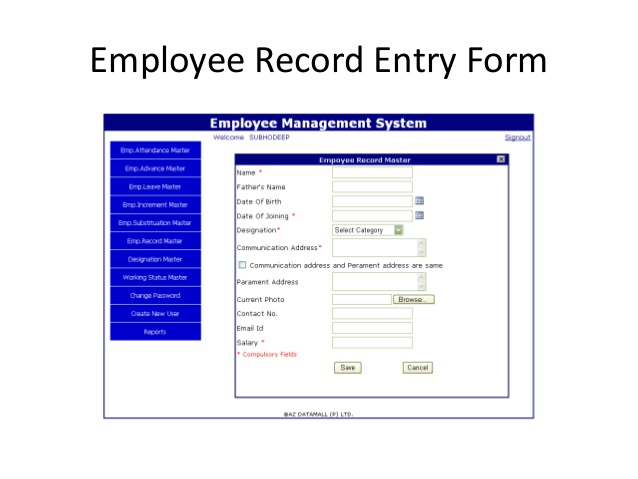 Employee Record Entry Form
Employee Management System
Welcome SUBHODEEP
Signout
Emp.Attendance Master
Emp.Advance Master
Emp.Leave Master
Emp.Increment Master
Emp.Substituation Master
Emp.Record Master
Designation Master
Working Status Master
Change Password
Create New User
Reports
Empoyee Record Master
Name *
Father's Name
Date Of Birth
Date Of Joining *
Designation* Select Category
Communication Address*
Communication address and Perament address are same
Parament Address
Current Photo Browse...
Contact No.
Email Id
Salary *
* Compulsory Fields
Save Cancel
@AZ DATAMALL (P) LTD.